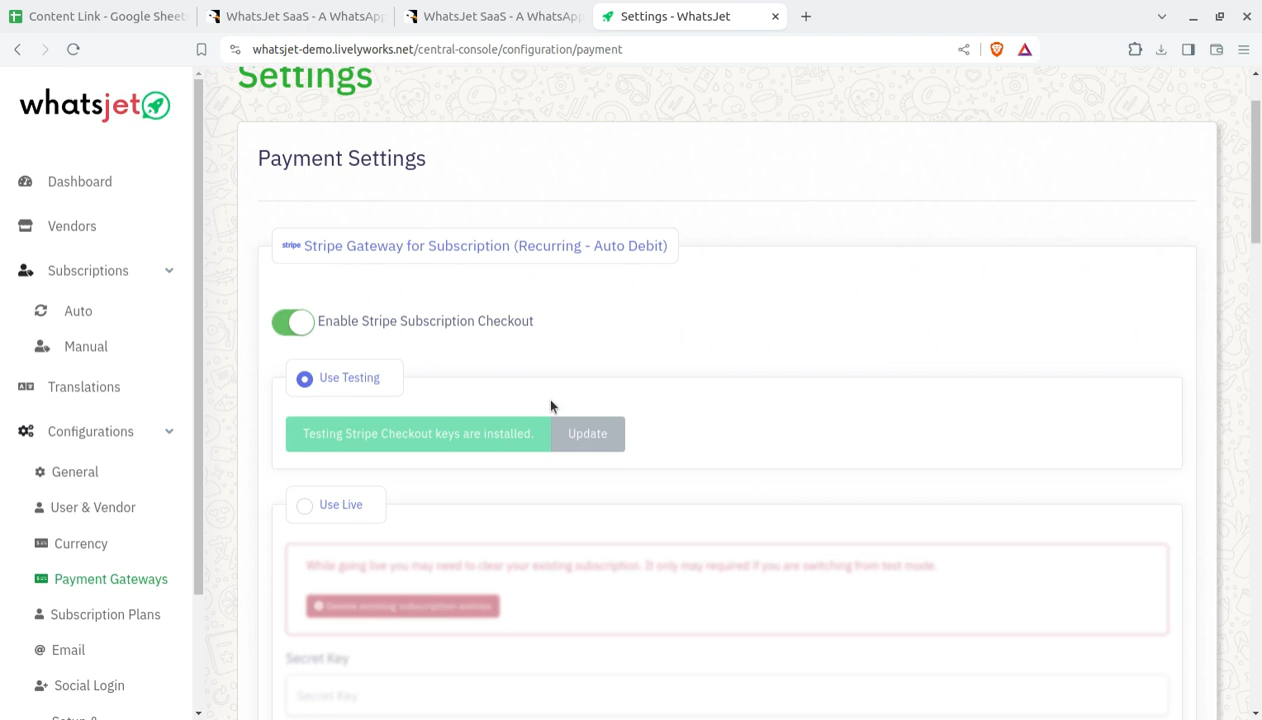 Content Link - Google Sheet
WhatsJet SaaS - A WhatsApp
WhatsJet SaaS - A WhatsApp
Settings - WhatsJet
whatsjet-demo.livelyworks.net/central-console/configuration/payment
whatsjet
Dashboard
Vendors
Subscriptions
Auto
Manual
Translations
Configurations
General
User & Vendor
Currency
Payment Gateways
Subscription Plans
@ Email
Social Login
Setup &
Settings
Payment Settings
stripe Stripe Gateway for Subscription (Recurring - Auto Debit)
Enable Stripe Subscription Checkout
Use Testing
Testing Stripe Checkout keys are installed.
Update
Use Live
While going live you may need to clear your existing subscription. It only may required if you are switching from test mode.
Delete existing subscription entries
Secret Key
Secret Key